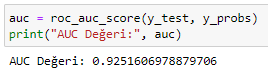 auc = roc_auc_score(y_test, y_probs)
print("AUC Değeri:", auc)
AUC Değeri: 0.9251606978879706